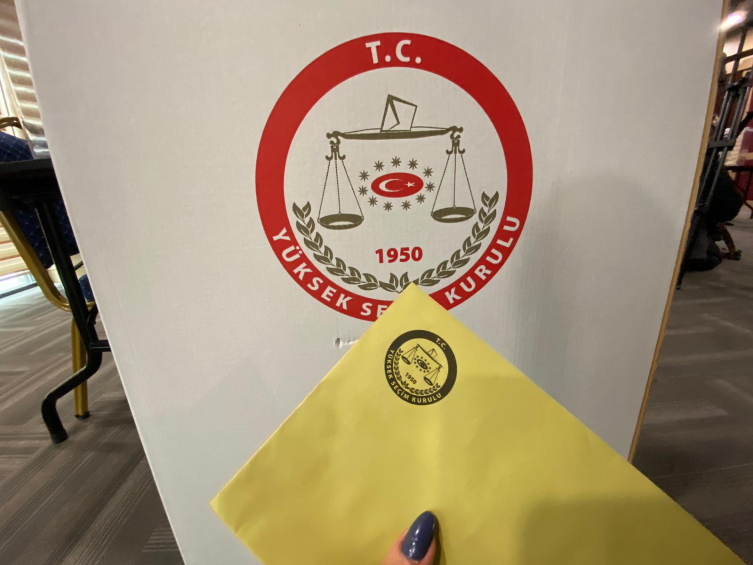 T.C.
1950
YÜKSEK SE KURULU
T.C.
1950
YÜKSEK SEÇİM KURULU